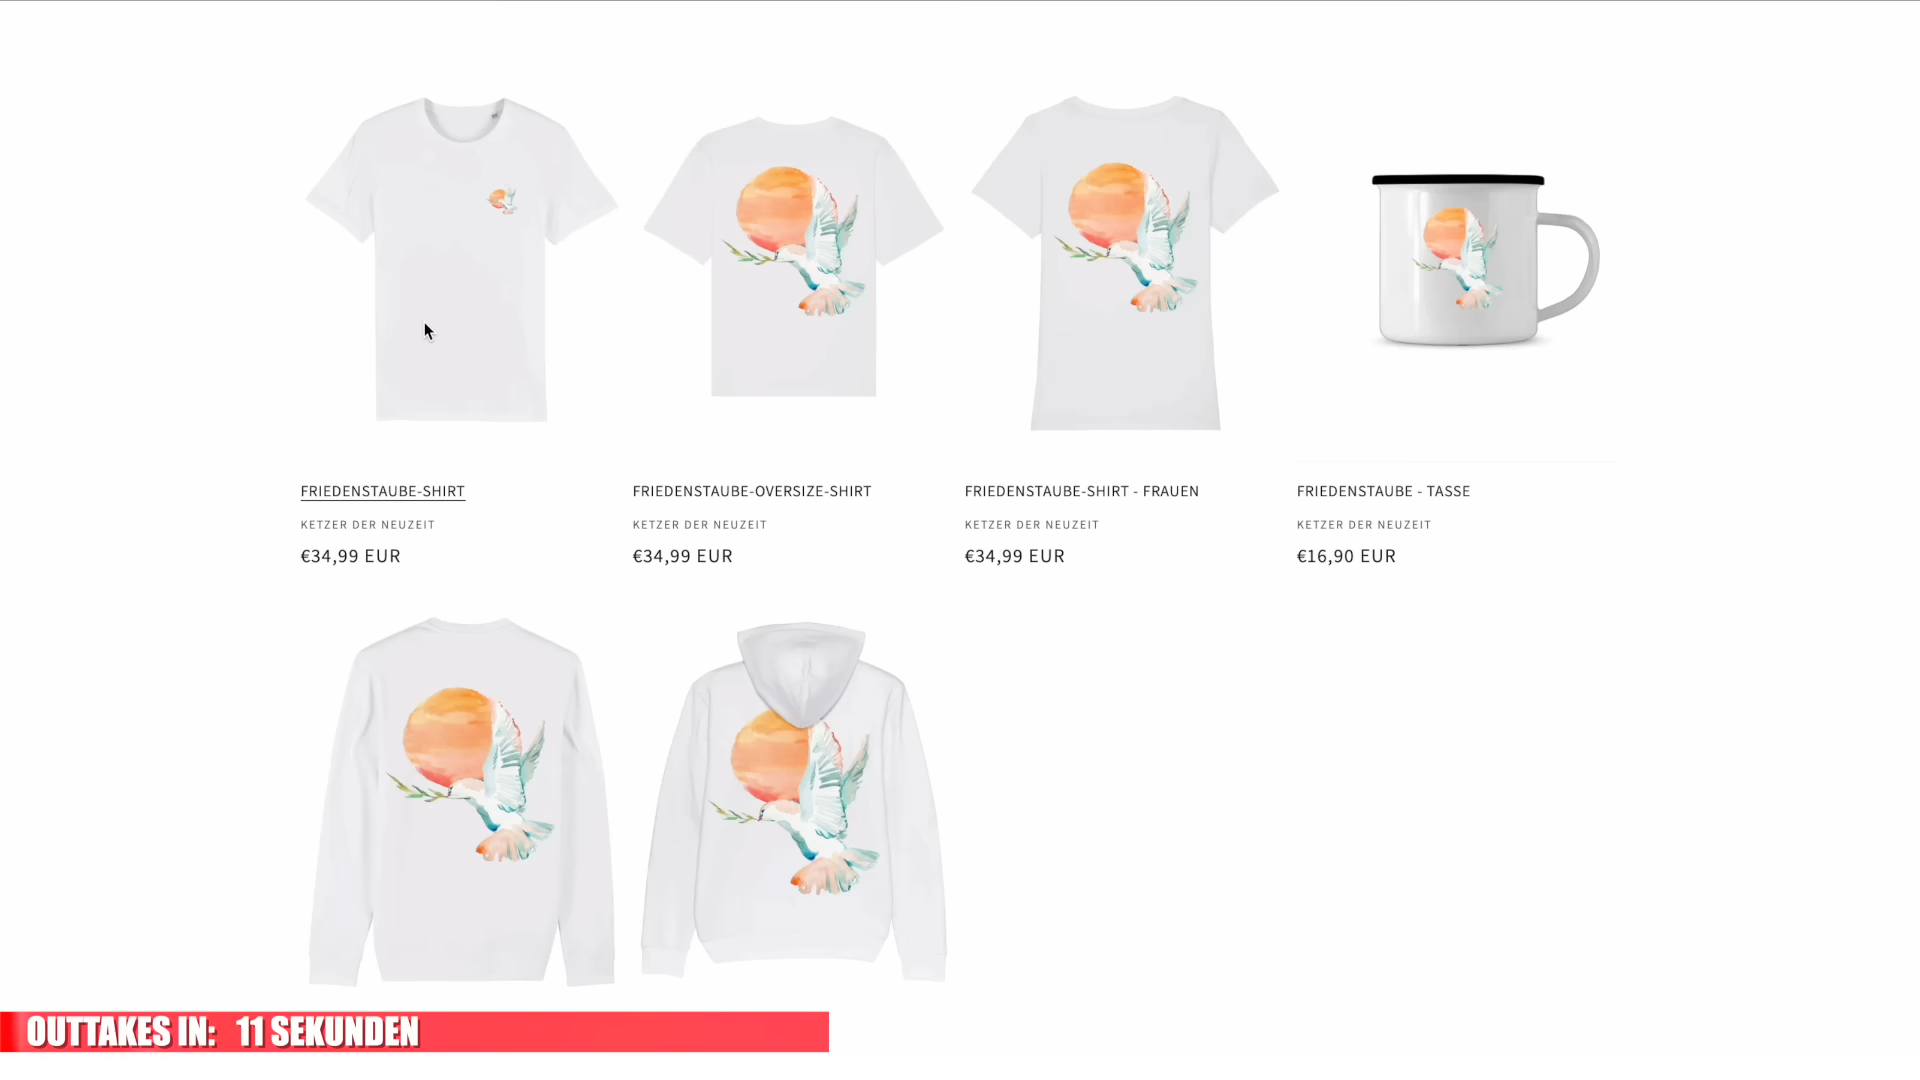 FRIEDENSTAUBE-SHIRT
KETZER DER NEUZEIT
€34,99 EUR
FRIEDENSTAUBE-OVERSIZE-SHIRT
KETZER DER NEUZEIT
€34,99 EUR
FRIEDENSTAUBE-SHIRT - FRAUEN
KETZER DER NEUZEIT
€34,99 EUR
FRIEDENSTAUBE - TASSE
KETZER DER NEUZEIT
€16,90 EUR
OUTTAKES IN: 11 SEKUNDEN